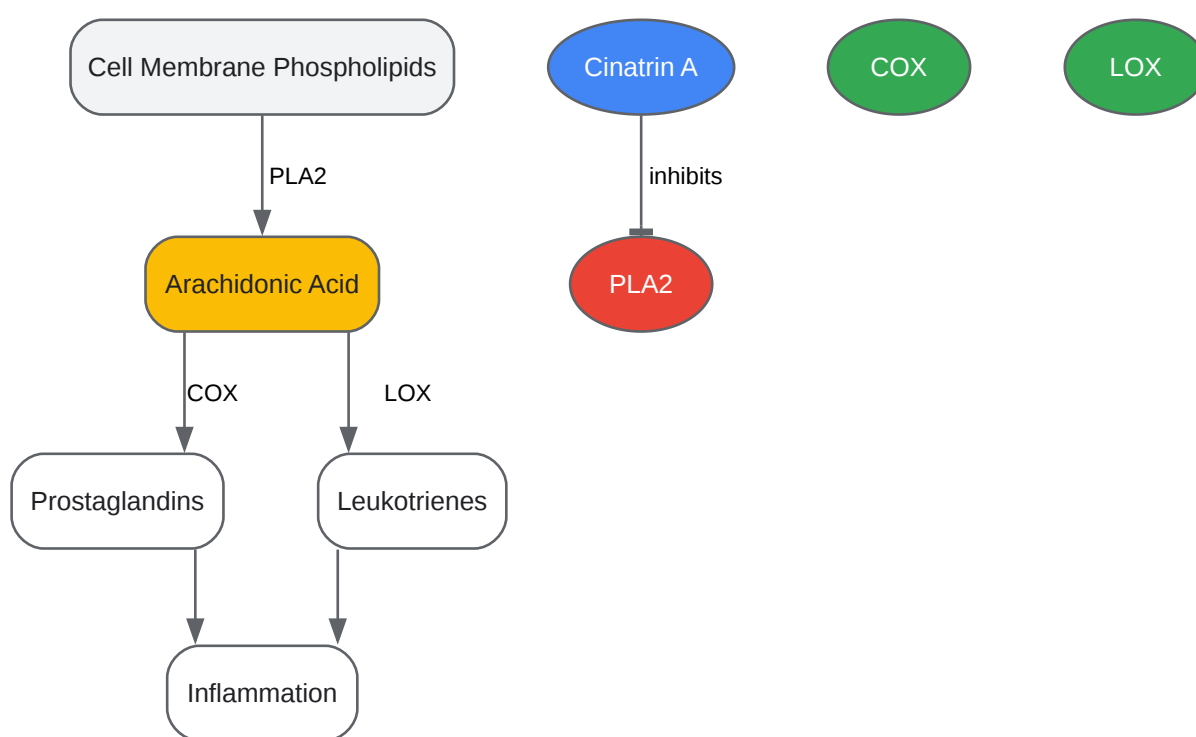 Cell Membrane Phospholipids
Cinatrin A
COX
LOX
PLA2
inhibits
Arachidonic Acid
PLA2
COX
LOX
Prostaglandins
Leukotrienes
Inflammation